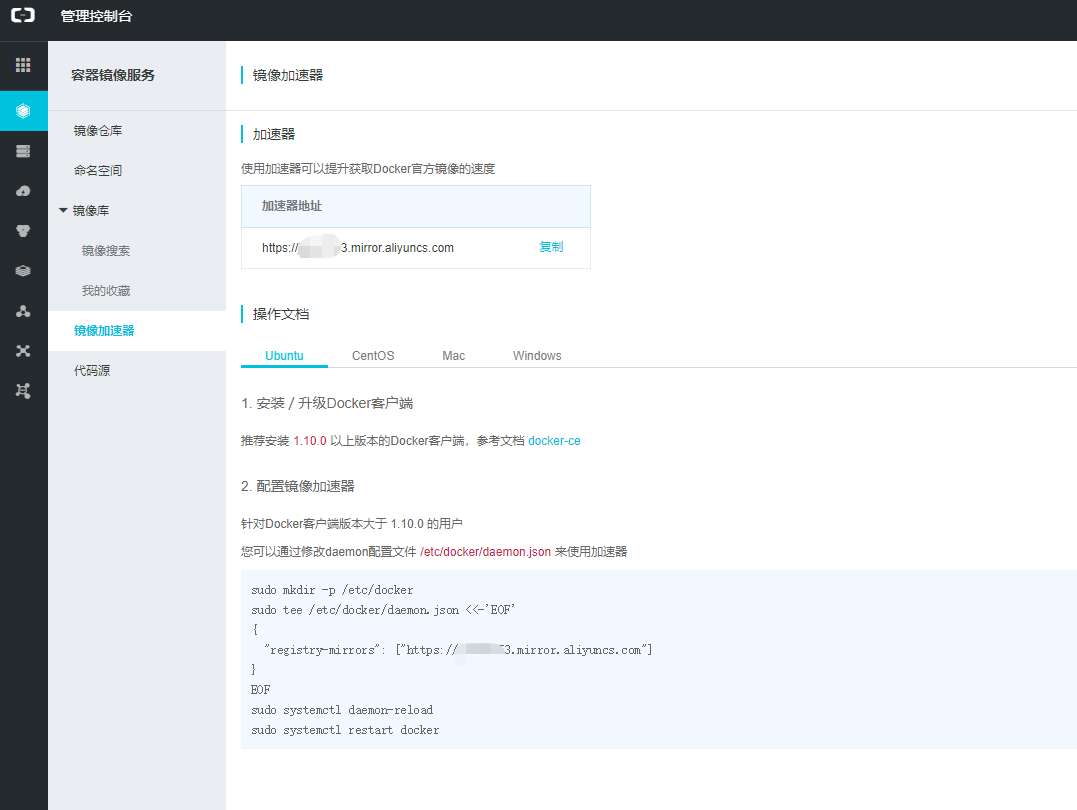 管理控制台
容器镜像服务
镜像仓库
命名空间
镜像库
镜像搜索
我的收藏
镜像加速器
代码源
镜像加速器
加速器
使用加速器可以提升获取Docker官方镜像的速度
加速器地址
https:// 3.mirror.aliyuncs.com 复制
操作文档
Ubuntu CentOS Mac Windows
1. 安装 / 升级Docker客户端
推荐安装 1.10.0 以上版本的Docker客户端，参考文档 docker-ce
2. 配置镜像加速器
针对Docker客户端版本大于 1.10.0 的用户
您可以通过修改daemon配置文件 /etc/docker/daemon.json 来使用加速器
sudo mkdir -p /etc/docker
sudo tee /etc/docker/daemon.json <<-'EOF'
{
"registry-mirrors": ["https:// 3.mirror.aliyuncs.com"]
}
EOF
sudo systemctl daemon-reload
sudo systemctl restart docker